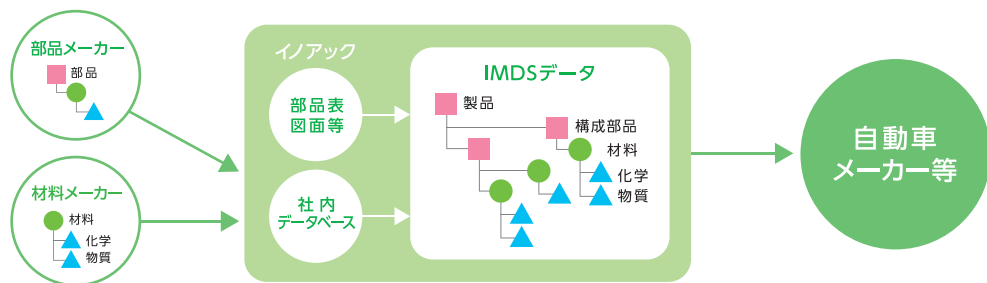 部品メーカー
部品
材料メーカー
材料
化学
物質
イノアック
部品表
図面等
社内
データベース
IMDSデータ
製品
構成部品
材料
化学
物質
自動車
メーカー等